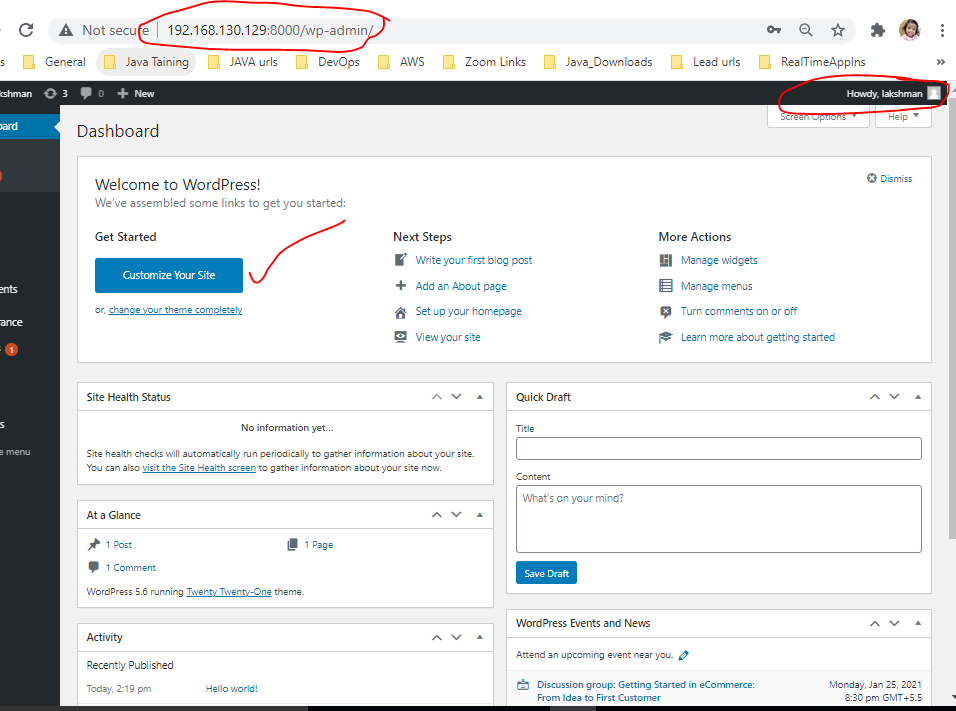 Not secure 192.168.130.129:8000/wp-admin/
s General Java Taining JAVA urls DevOps AWS Zoom Links Java_Downloads Lead urls RealTimeAppIns »
kshman 3 0 New Howdy, lakshman
oard
Dashboard
Screen Options Help
Welcome to WordPress!
Dismiss
We've assembled some links to get you started:
Get Started
Customize Your Site
or, change your theme completely
Next Steps
Write your first blog post
Add an About page
Set up your homepage
View your site
More Actions
Manage widgets
Manage menus
Turn comments on or off
Learn more about getting started
ents
rance
1
s
e menu
Site Health Status
No information yet...
Site health checks will automatically run periodically to gather information about your site.
You can also visit the Site Health screen to gather information about your site now.
At a Glance
1 Post 1 Page
1 Comment
WordPress 5.6 running Twenty Twenty-One theme.
Activity
Recently Published
Today, 2:19 pm Hello world!
Quick Draft
Title
Content
What's on your mind?
Save Draft
WordPress Events and News
Attend an upcoming event near you.
Discussion group: Getting Started in eCommerce: Monday, Jan 25, 2021
From Idea to First Customer 8:30 pm GMT+5.5